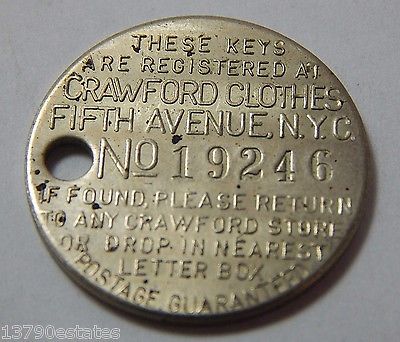 THESE KEYS
ARE REGISTERED AT
CRAWFORD CLOTHES
FIFTH AVENUE, N.Y.C.
NO 19246
IF FOUND, PLEASE RETURN
TO ANY CRAWFORD STORE
OR DROP IN NEAREST
LETTER BOX
POSTAGE GUARANTEED
13790estates